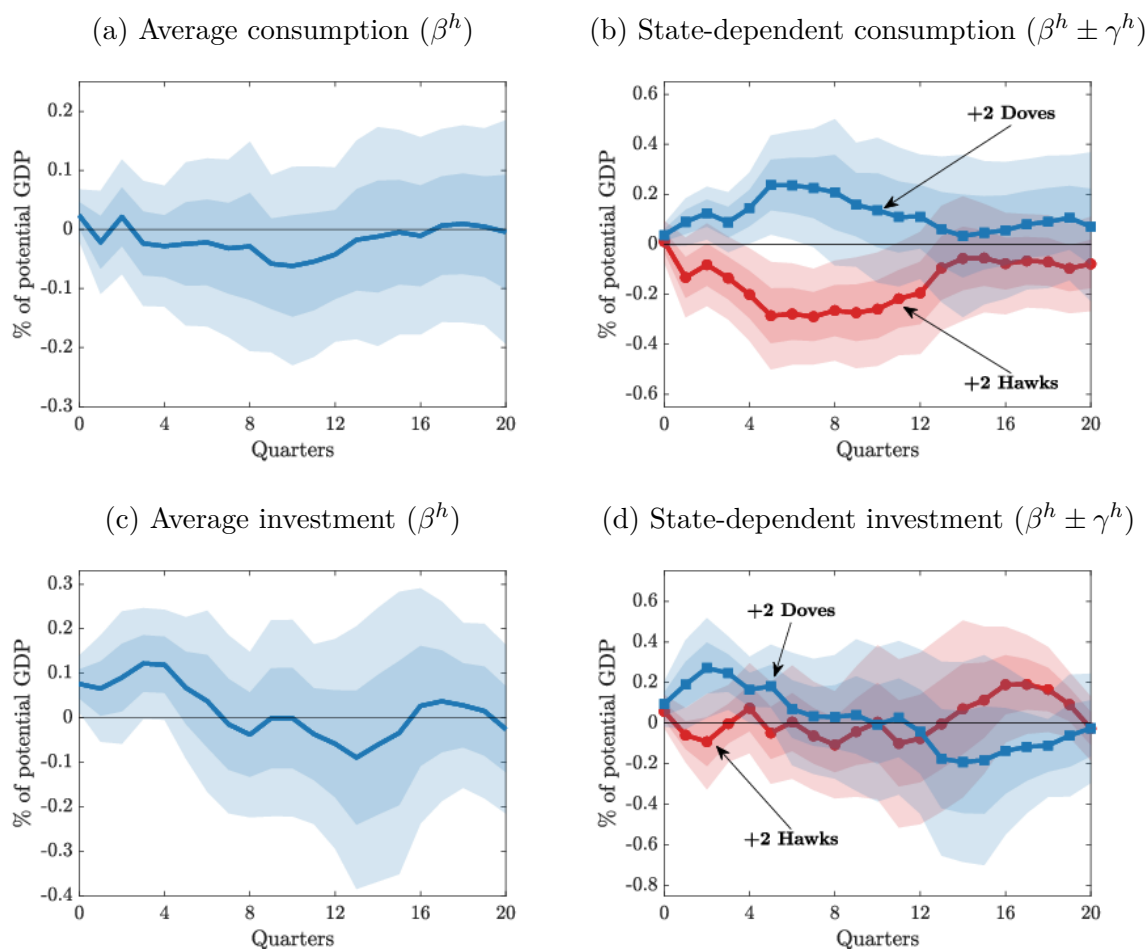 (a) Average consumption (β^h)
0.2
0.1
0
-0.1
-0.2
-0.3
% of potential GDP
0 4 8 12 16 20
Quarters
(b) State-dependent consumption (β^h ± γ^h)
0.6
0.4
0.2
0
-0.2
-0.4
-0.6
% of potential GDP
+2 Doves
+2 Hawks
0 4 8 12 16 20
Quarters
(c) Average investment (β^h)
0.3
0.2
0.1
0
-0.1
-0.2
-0.3
-0.4
% of potential GDP
0 4 8 12 16 20
Quarters
(d) State-dependent investment (β^h ± γ^h)
0.6
0.4
0.2
0
-0.2
-0.4
-0.6
-0.8
% of potential GDP
+2 Doves
+2 Hawks
0 4 8 12 16 20
Quarters